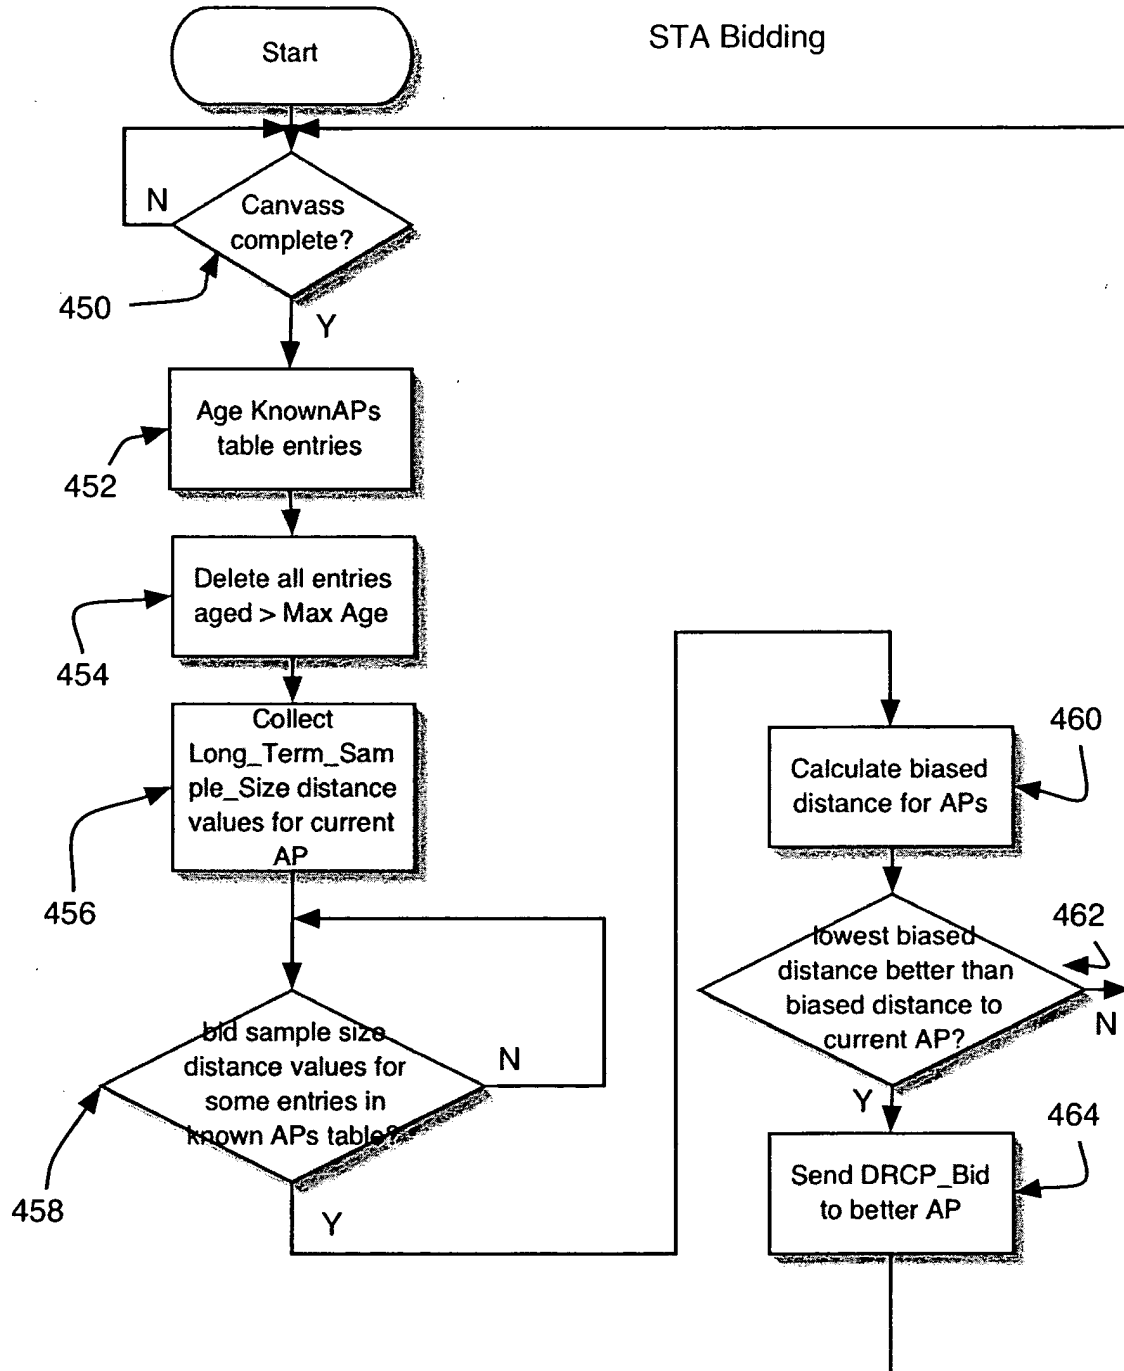 Start
STA Bidding
N
Canvass
complete?
450
Y
Age KnownAPs
table entries
452
Delete all entries
aged > Max Age
454
Collect
Long_Term_Sam
ple_Size distance
values for current
AP
456
bid sample size
distance values for
some entries in
known APs table?
N
458
Y
460
Calculate biased
distance for APs
462
lowest biased
distance better than
biased distance to
current AP?
N
Y
464
Send DRCP_Bid
to better AP